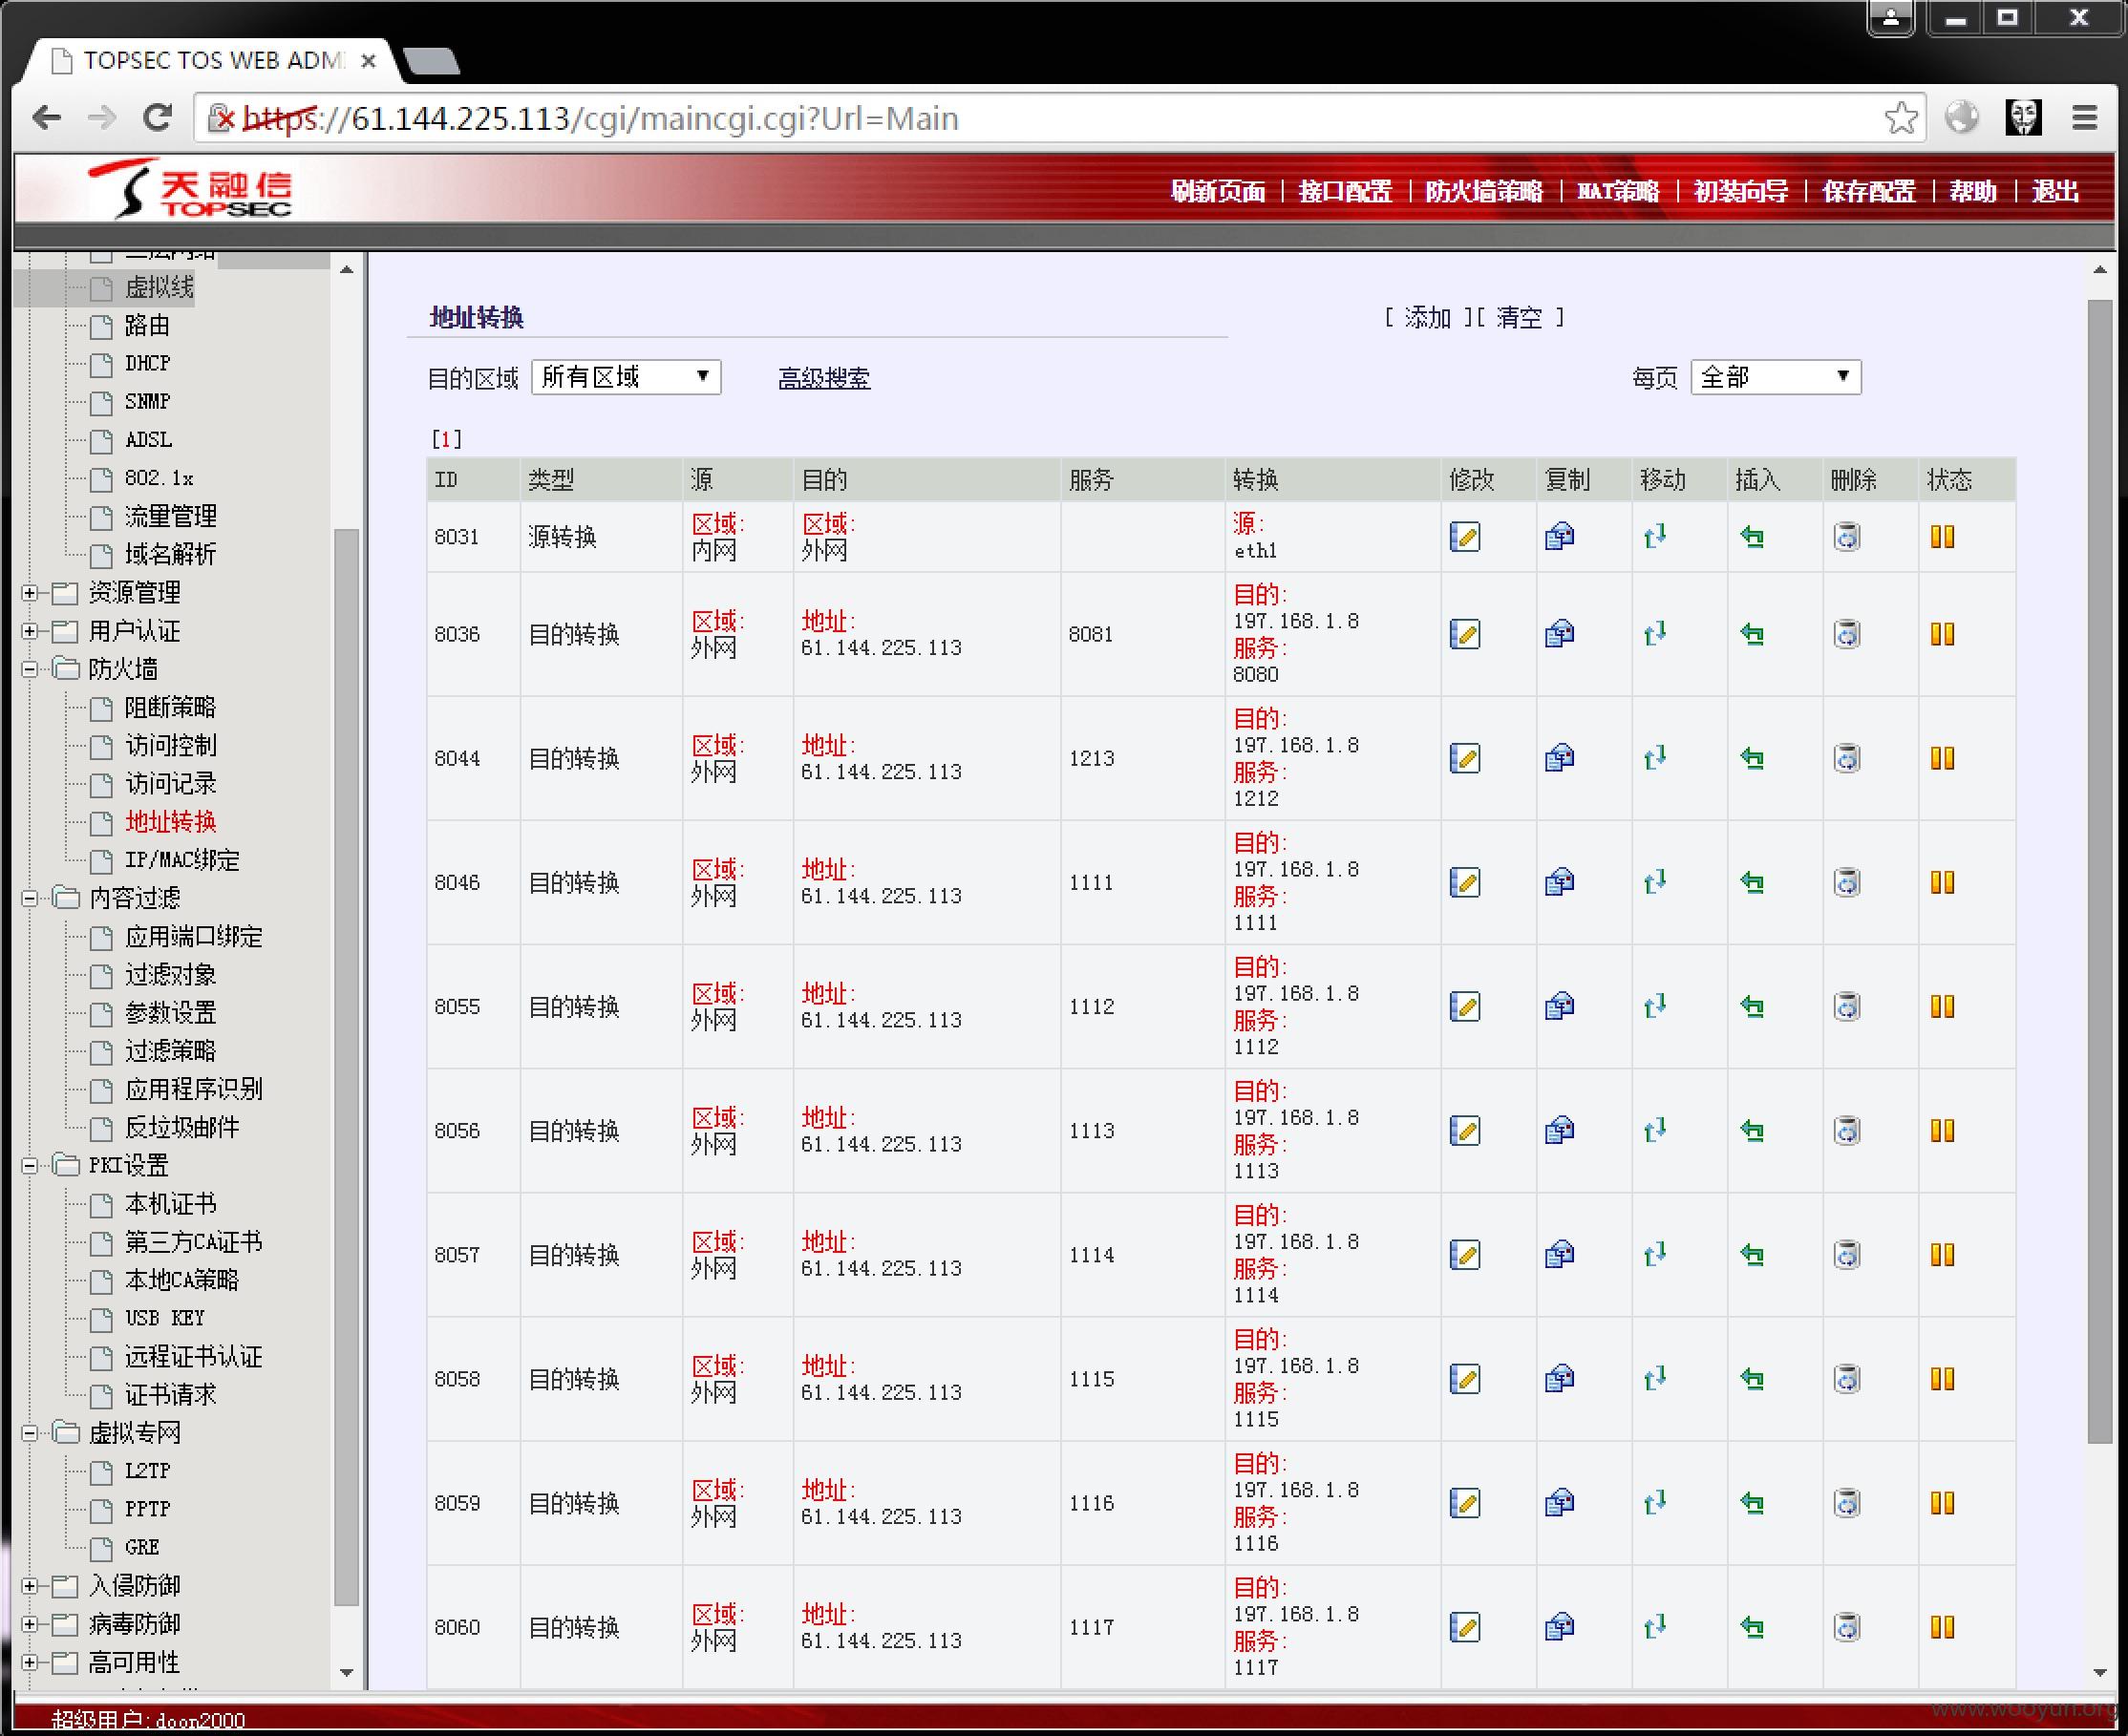 TOPSEC TOS WEB ADM
https://61.144.225.113/cgi/maincgi.cgi?Url=Main
天融信
TOPSEC
刷新页面 | 接口配置 | 防火墙策略 | NAT策略 | 初装向导 | 保存配置 | 帮助 | 退出
虚拟线
路由
DHCP
SNMP
ADSL
802.1x
流量管理
域名解析
资源管理
用户认证
防火墙
阻断策略
访问控制
访问记录
地址转换
IP/MAC绑定
内容过滤
应用端口绑定
过滤对象
参数设置
过滤策略
应用程序识别
反垃圾邮件
PKI设置
本机证书
第三方CA证书
本地CA策略
USB KEY
远程证书认证
证书请求
虚拟专网
L2TP
PPTP
GRE
入侵防御
病毒防御
高可用性
地址转换 [ 添加 ][ 清空 ]
目的区域 所有区域 高级搜索 每页 全部
[1]
ID 类型 源 目的 服务 转换 修改 复制 移动 插入 删除 状态
8031 源转换 区域: 内网 区域: 外网 源: eth1
8036 目的转换 区域: 外网 地址: 61.144.225.113 8081 目的: 197.168.1.8 服务: 8080
8044 目的转换 区域: 外网 地址: 61.144.225.113 1213 目的: 197.168.1.8 服务: 1212
8046 目的转换 区域: 外网 地址: 61.144.225.113 1111 目的: 197.168.1.8 服务: 1111
8055 目的转换 区域: 外网 地址: 61.144.225.113 1112 目的: 197.168.1.8 服务: 1112
8056 目的转换 区域: 外网 地址: 61.144.225.113 1113 目的: 197.168.1.8 服务: 1113
8057 目的转换 区域: 外网 地址: 61.144.225.113 1114 目的: 197.168.1.8 服务: 1114
8058 目的转换 区域: 外网 地址: 61.144.225.113 1115 目的: 197.168.1.8 服务: 1115
8059 目的转换 区域: 外网 地址: 61.144.225.113 1116 目的: 197.168.1.8 服务: 1116
8060 目的转换 区域: 外网 地址: 61.144.225.113 1117 目的: 197.168.1.8 服务: 1117
超级用户:doon2000
www.wooyun.org